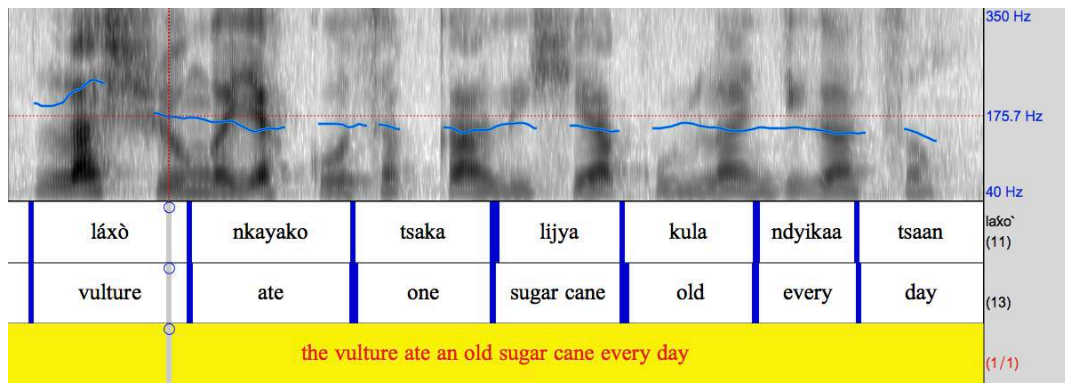 350 Hz
175.7 Hz
40 Hz
láxò nkayako tsaka lijya kula ndyikaa tsaan
láxo` (11)
vulture ate one sugar cane old every day
(13)
the vulture ate an old sugar cane every day
(1/1)